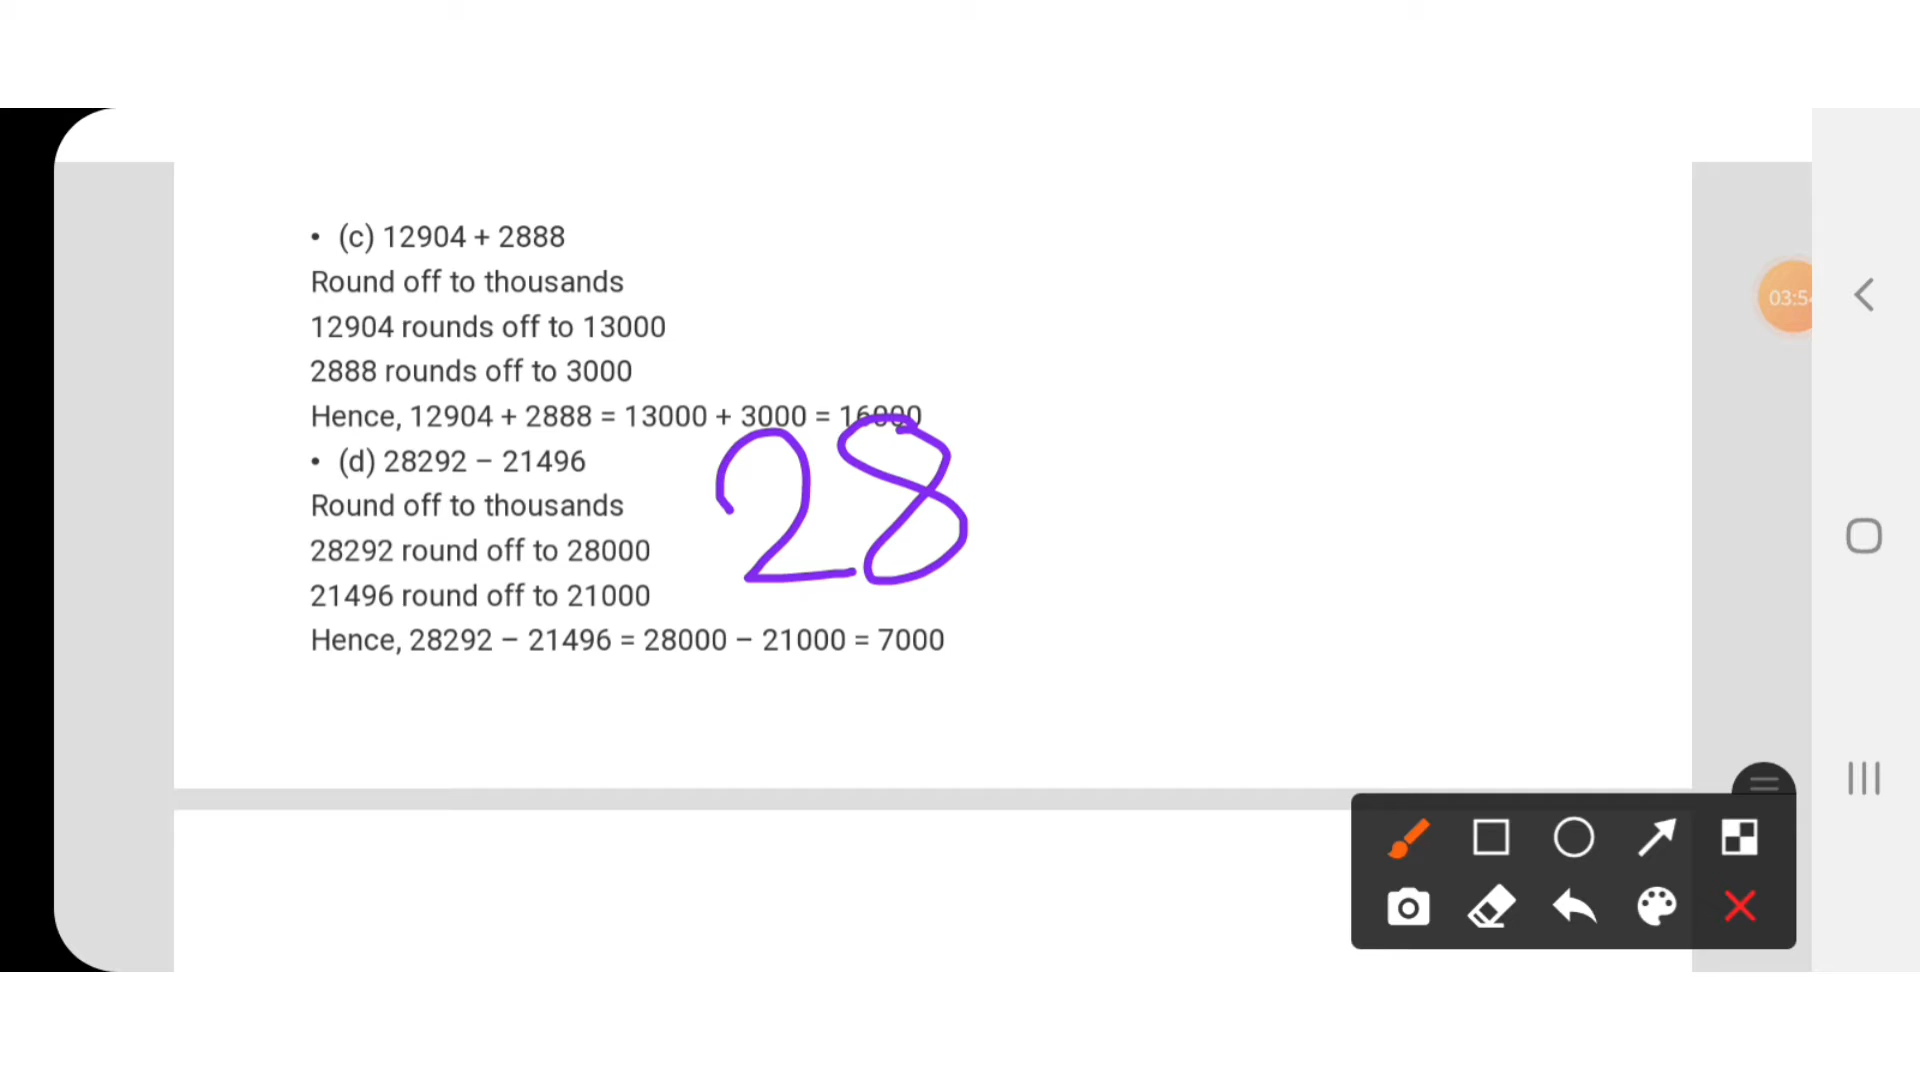 • (c) 12904 + 2888
Round off to thousands
12904 rounds off to 13000
2888 rounds off to 3000
Hence, 12904 + 2888 = 13000 + 3000 = 16000
• (d) 28292 – 21496
28
Round off to thousands
28292 round off to 28000
21496 round off to 21000
Hence, 28292 – 21496 = 28000 – 21000 = 7000
03:54